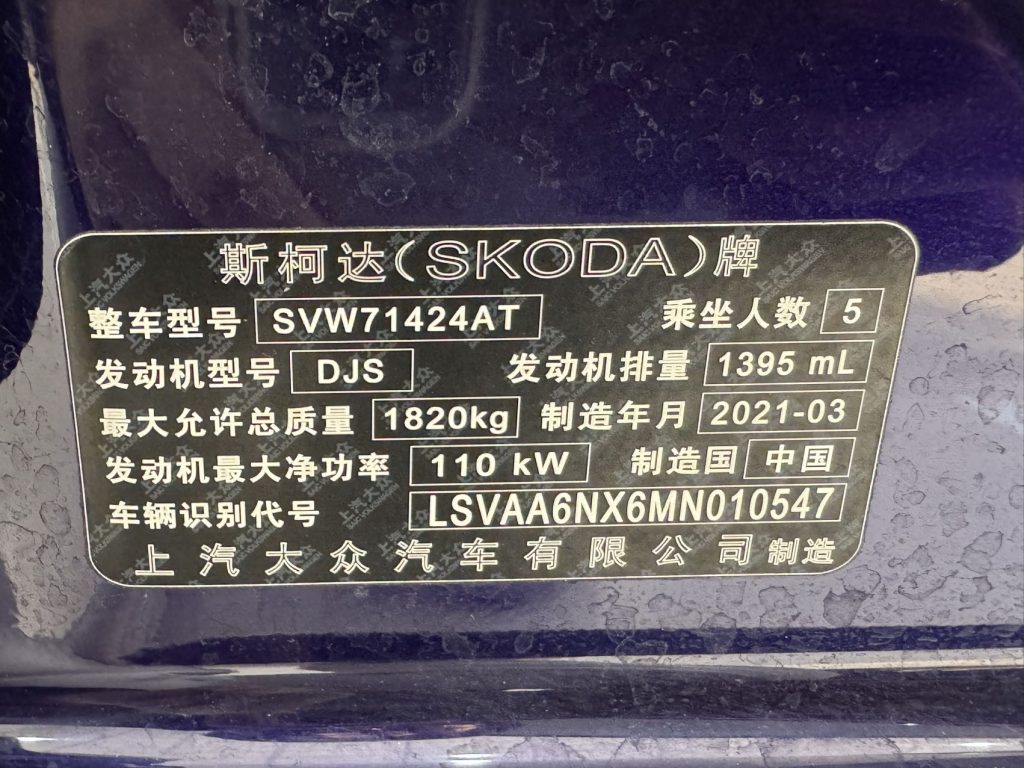 斯柯达(SKODA)牌
整车型号 SVW71424AT 乘坐人数 5
发动机型号 DJS 发动机排量 1395 mL
最大允许总质量 1820kg 制造年月 2021-03
发动机最大净功率 110 kW 制造国 中国
车辆识别代号 LSVAA6NX6MN010547
上汽大众汽车有限公司 制造